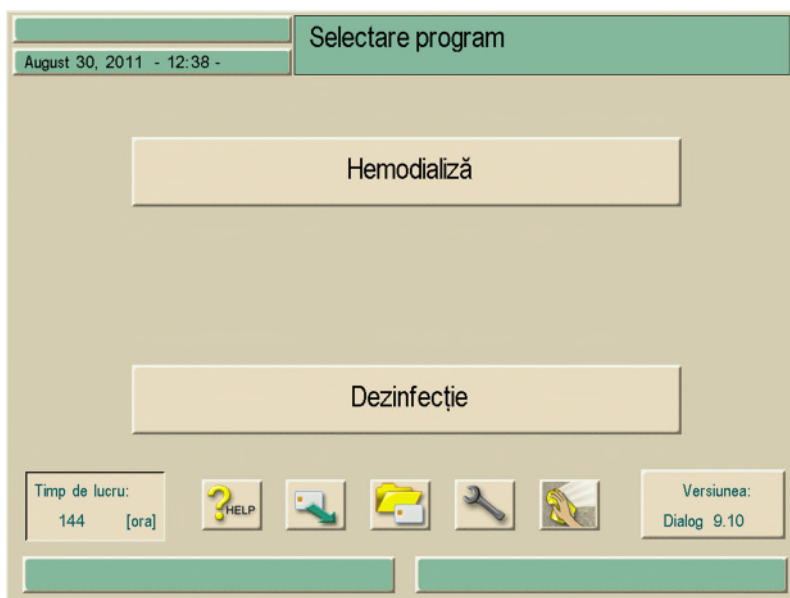 Selectare program
August 30, 2011 - 12:38 -
Hemodializă
Dezinfecție
Timp de lucru:
144 [ora]
HELP
Versiunea:
Dialog 9.10